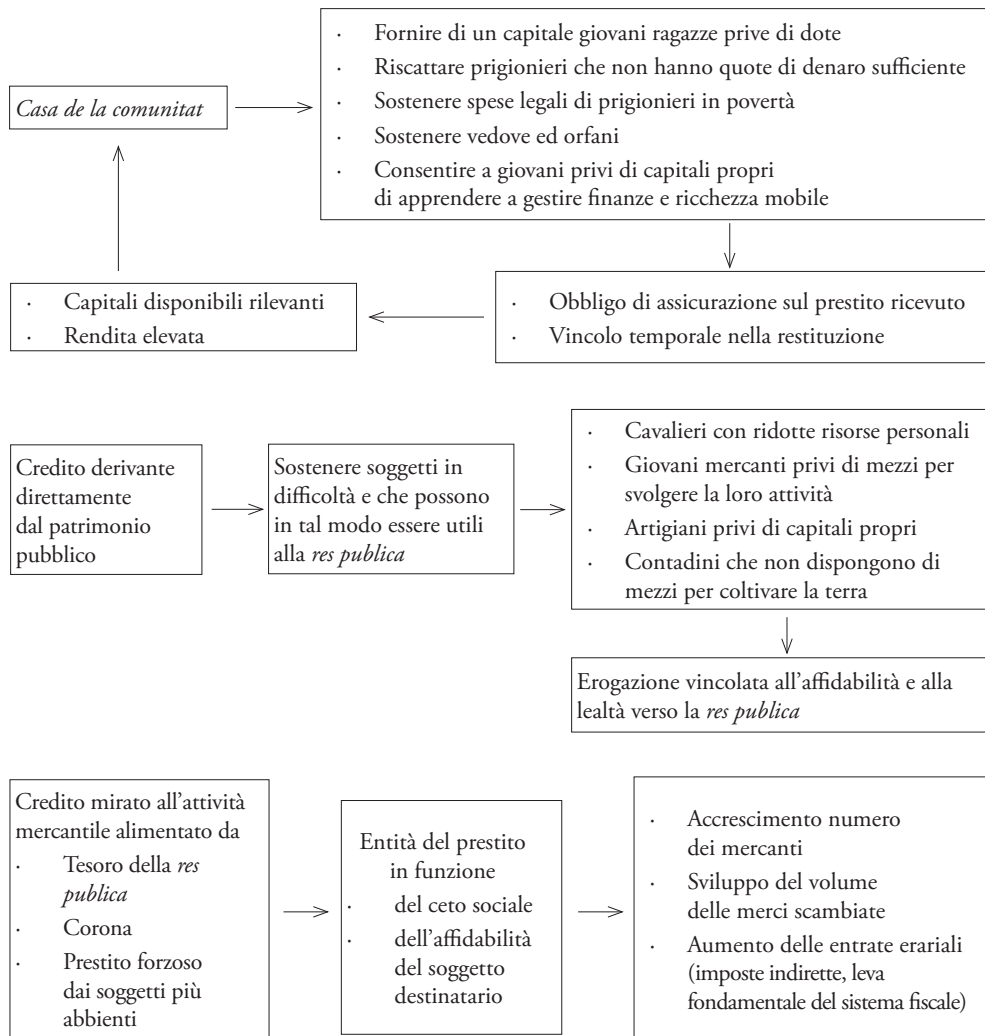 Casa de la comunitat
· Fornire di un capitale giovani ragazze prive di dote
· Riscattare prigionieri che non hanno quote di denaro sufficiente
· Sostenere spese legali di prigionieri in povertà
· Sostenere vedove ed orfani
· Consentire a giovani privi di capitali propri
di apprendere a gestire finanze e ricchezza mobile
· Capitali disponibili rilevanti
· Rendita elevata
· Obbligo di assicurazione sul prestito ricevuto
· Vincolo temporale nella restituzione
Credito derivante
direttamente
dal patrimonio
pubblico
Sostenere soggetti in
difficoltà e che possono
in tal modo essere utili
alla res publica
· Cavalieri con ridotte risorse personali
· Giovani mercanti privi di mezzi per
svolgere la loro attività
· Artigiani privi di capitali propri
· Contadini che non dispongono di
mezzi per coltivare la terra
Erogazione vincolata all'affidabilità e alla
lealtà verso la res publica
Credito mirato all'attività
mercantile alimentato da
· Tesoro della res
publica
· Corona
· Prestito forzoso
dai soggetti più
abbienti
Entità del prestito
in funzione
· del ceto sociale
· dell'affidabilità
del soggetto
destinatario
· Accrescimento numero
dei mercanti
· Sviluppo del volume
delle merci scambiate
· Aumento delle entrate erariali
(imposte indirette, leva
fondamentale del sistema fiscale)